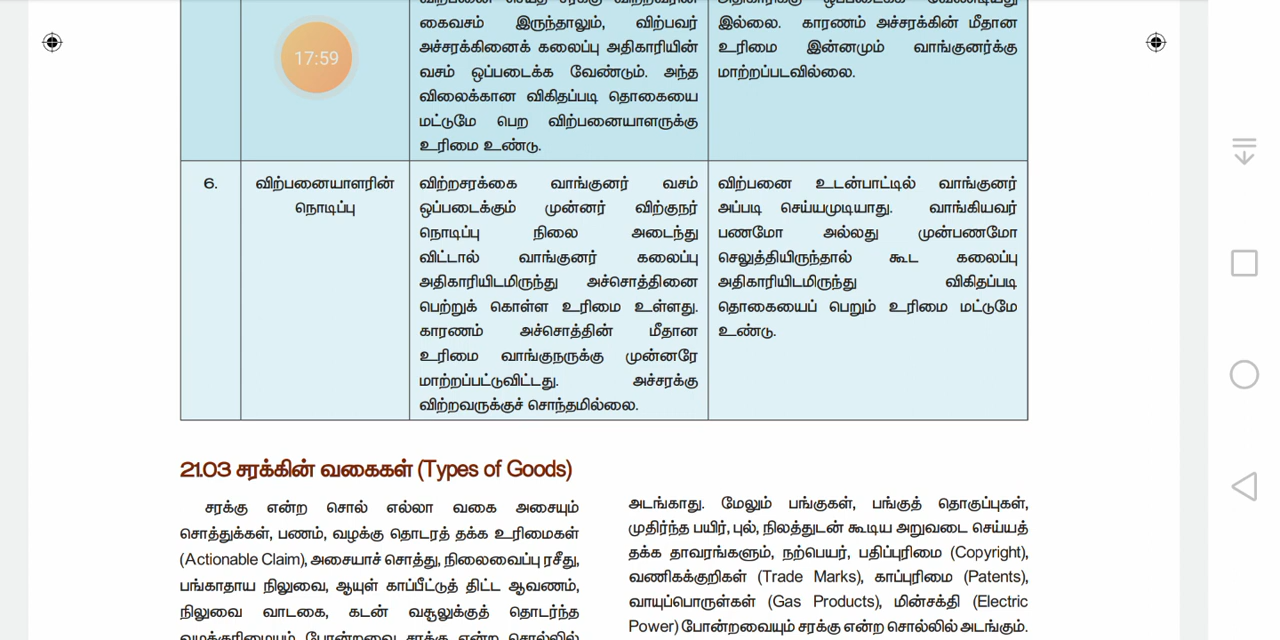 17:59
கைவசம் இருந்தாலும், விற்பவர்
அச்சரக்கினைக் கலைப்பு அதிகாரியின்
வசம் ஒப்படைக்க வேண்டும். அந்த
விலைக்கான விகிதப்படி தொகையை
மட்டுமே பெற விற்பனையாளருக்கு
உரிமை உண்டு.
இல்லை. காரணம் அச்சரக்கின் மீதான
உரிமை இன்னமும் வாங்குனர்க்கு
மாற்றப்படவில்லை.
6.
விற்பனையாளரின்
நொடிப்பு
விற்றசரக்கை வாங்குனர் வசம்
ஒப்படைக்கும் முன்னர் விற்குநர்
நொடிப்பு நிலை அடைந்து
விட்டால் வாங்குனர் கலைப்பு
அதிகாரியிடமிருந்து அச்சொத்தினை
பெற்றுக் கொள்ள உரிமை உள்ளது.
காரணம் அச்சொத்தின் மீதான
உரிமை வாங்குநருக்கு முன்னரே
மாற்றப்பட்டுவிட்டது. அச்சரக்கு
விற்றவருக்குச் சொந்தமில்லை.
விற்பனை உடன்பாட்டில் வாங்குனர்
அப்படி செய்யமுடியாது. வாங்கியவர்
பணமோ அல்லது முன்பணமோ
செலுத்தியிருந்தால் கூட கலைப்பு
அதிகாரியிடமிருந்து விகிதப்படி
தொகையைப் பெறும் உரிமை மட்டுமே
உண்டு.
21.03 சரக்கின் வகைகள் (Types of Goods)
சரக்கு என்ற சொல் எல்லா வகை அசையும்
சொத்துக்கள், பணம், வழக்கு தொடரத் தக்க உரிமைகள்
(Actionable Claim), அசையாச் சொத்து, நிலைவைப்பு ரசீது,
பங்காதாய நிலுவை, ஆயுள் காப்பீட்டுத் திட்ட ஆவணம்,
நிலுவை வாடகை, கடன் வசூலுக்குத் தொடர்ந்த
வழக்குரிமையும் போன்றவை சரக்கு என்ற சொல்லில்
அடங்காது. மேலும் பங்குகள், பங்குத் தொகுப்புகள்,
முதிர்ந்த பயிர், புல், நிலத்துடன் கூடிய அறுவடை செய்யத்
தக்க தாவரங்களும், நற்பெயர், பதிப்புரிமை (Copyright),
வணிகக்குறிகள் (Trade Marks), காப்புரிமை (Patents),
வாயுப்பொருள்கள் (Gas Products), மின்சக்தி (Electric
Power) போன்றவையும் சரக்கு என்ற சொல்லில் அடங்கும்.